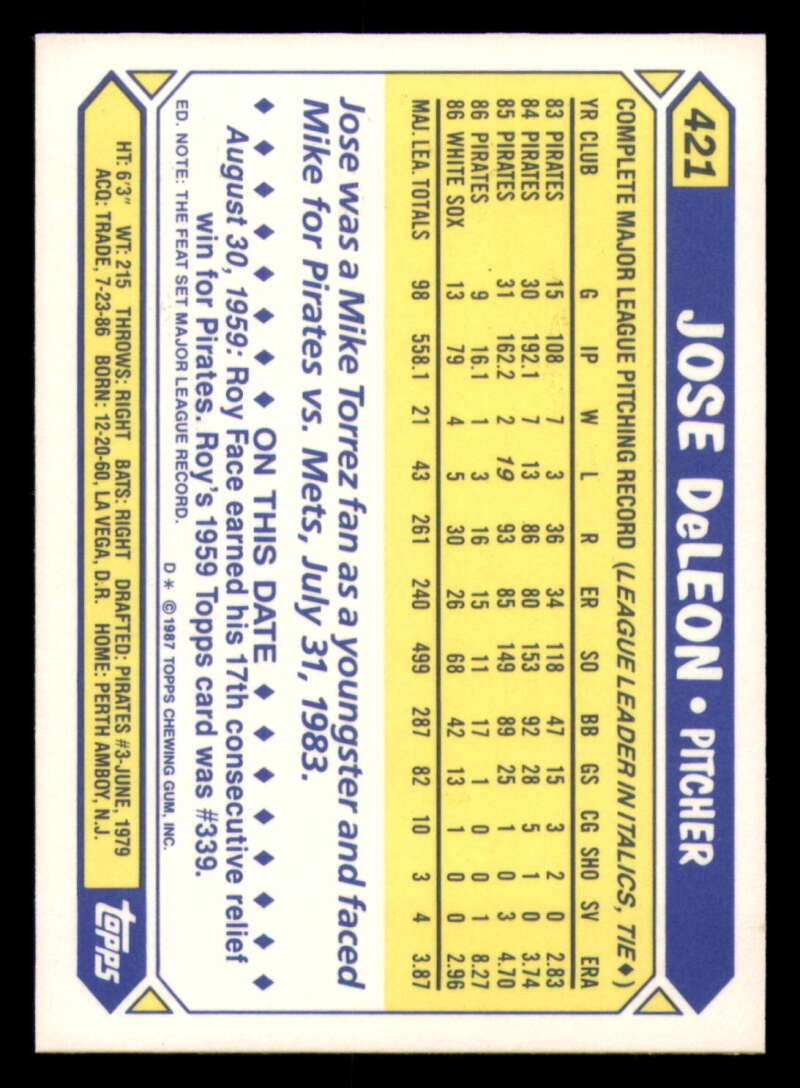 421 JOSE DeLEON • PITCHER
COMPLETE MAJOR LEAGUE PITCHING RECORD (LEAGUE LEADER IN ITALICS, TIE♦)
YR CLUB G IP W L R ER SO BB GS CG SHO SV ERA
83 PIRATES 15 108 7 3 36 34 118 47 15 3 2 0 2.83
84 PIRATES 30 192.1 7 13 86 80 153 92 28 5 1 0 3.74
85 PIRATES 31 162.2 2 19 93 85 149 89 25 1 0 3 4.70
86 PIRATES 9 16.1 1 3 16 15 11 17 1 0 0 1 8.27
86 WHITE SOX 13 79 4 5 30 26 68 42 13 1 0 0 2.96
MAJ. LEA. TOTALS 98 558.1 21 43 261 240 499 287 82 10 3 4 3.87
Jose was a Mike Torrez fan as a youngster and faced
Mike for Pirates vs. Mets, July 31, 1983.
♦ ♦ ♦ ♦ ♦ ♦ ♦ ON THIS DATE ♦ ♦ ♦ ♦ ♦ ♦ ♦
August 30, 1959: Roy Face earned his 17th consecutive relief
win for Pirates. Roy's 1959 Topps card was #339.
ED. NOTE: THE FEAT SET MAJOR LEAGUE RECORD. D* ©1987 TOPPS CHEWING GUM, INC.
HT: 6'3" WT: 215 THROWS: RIGHT BATS: RIGHT DRAFTED: PIRATES #3-JUNE, 1979
ACQ: TRADE, 7-23-86 BORN: 12-20-60, LA VEGA, D.R. HOME: PERTH AMBOY, N.J.
topps